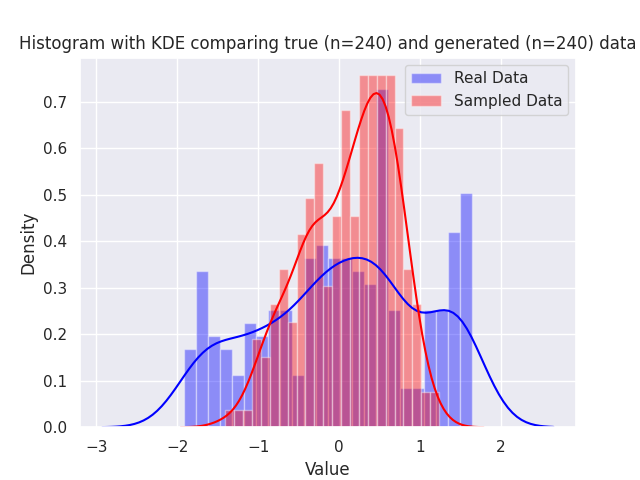 Histogram with KDE comparing true (n=240) and generated (n=240) data
Real Data
Sampled Data
0.7
0.6
0.5
0.4
0.3
0.2
0.1
0.0
Density
−3 −2 −1 0 1 2
Value